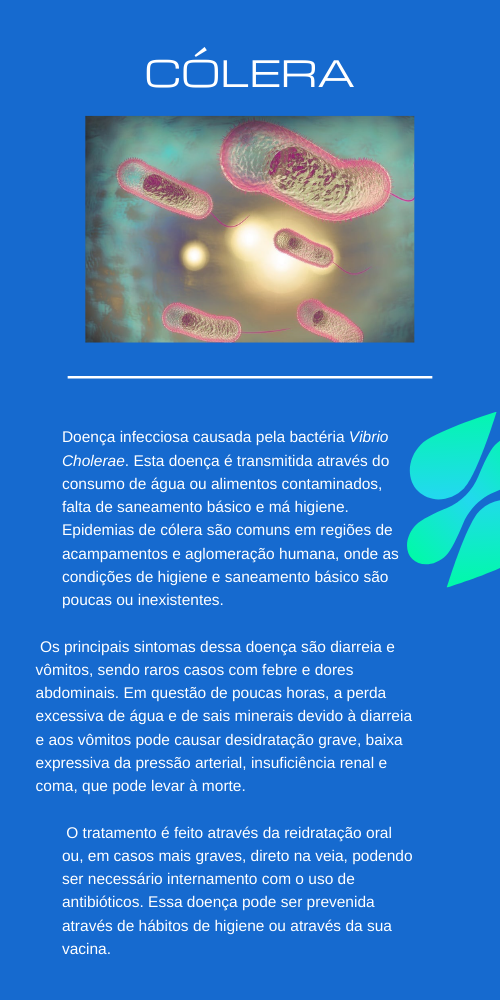 CÓLERA
Doença infecciosa causada pela bactéria Vibrio
Cholerae. Esta doença é transmitida através do
consumo de água ou alimentos contaminados,
falta de saneamento básico e má higiene.
Epidemias de cólera são comuns em regiões de
acampamentos e aglomeração humana, onde as
condições de higiene e saneamento básico são
poucas ou inexistentes.
Os principais sintomas dessa doença são diarreia e
vômitos, sendo raros casos com febre e dores
abdominais. Em questão de poucas horas, a perda
excessiva de água e de sais minerais devido à diarreia
e aos vômitos pode causar desidratação grave, baixa
expressiva da pressão arterial, insuficiência renal e
coma, que pode levar à morte.
O tratamento é feito através da reidratação oral
ou, em casos mais graves, direto na veia, podendo
ser necessário internamento com o uso de
antibióticos. Essa doença pode ser prevenida
através de hábitos de higiene ou através da sua
vacina.